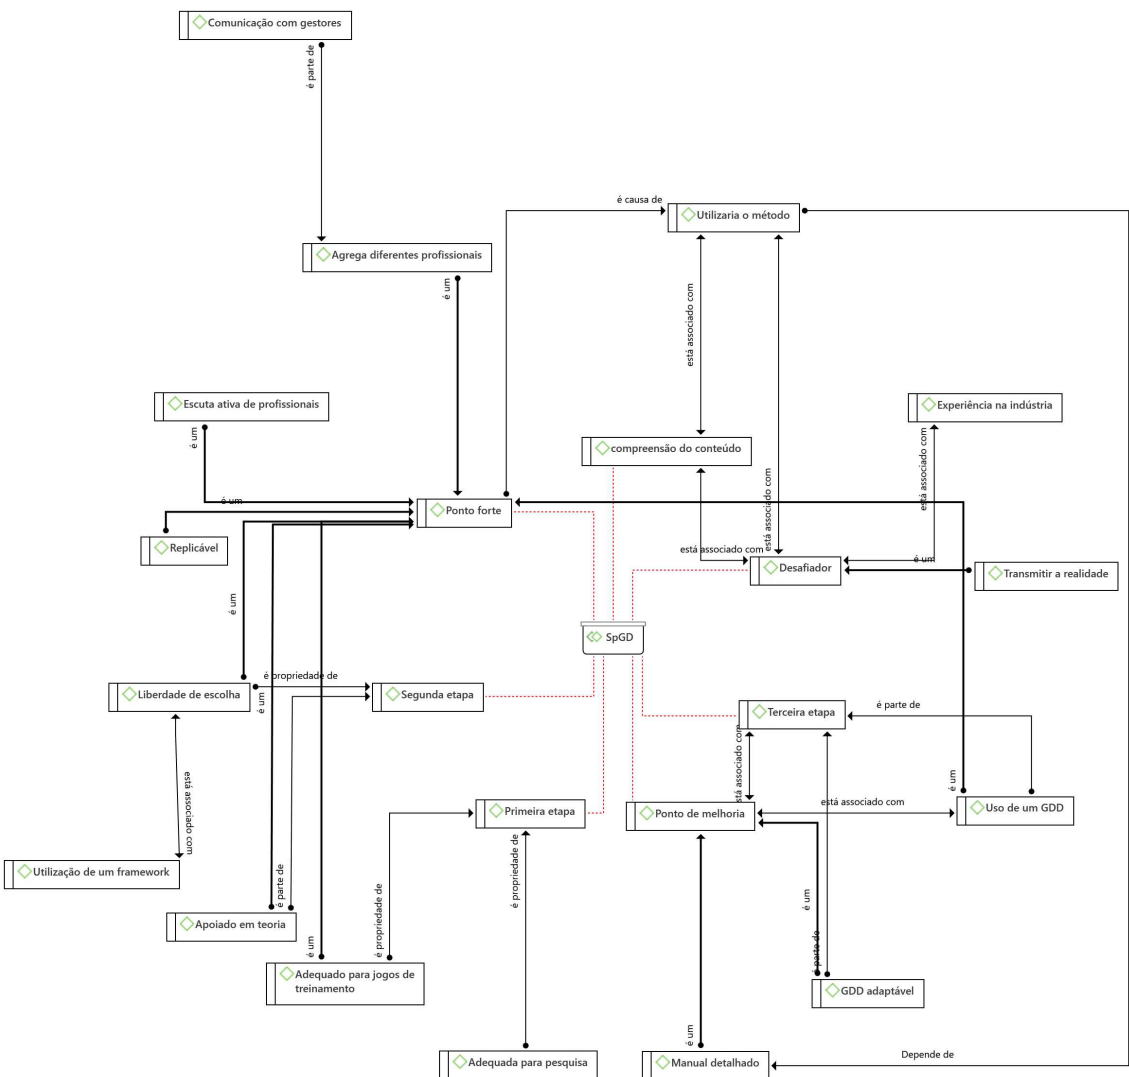 Comunicação com gestores
é parte de
é causa de
Utilizaria o método
Agrega diferentes profissionais
é um
está associado com
Escuta ativa de profissionais
Experiência na indústria
é um
compreensão do conteúdo
está associado com
está associado com
é um
Ponto forte
Replicável
está associado com
Desafiador
é um
Transmitir a realidade
é um
SpGD
é propriedade de
Liberdade de escolha
Segunda etapa
é um
Terceira etapa
é parte de
está associado com
está associado com
é um
Primeira etapa
Ponto de melhoria
está associado com
Uso de um GDD
é propriedade de
Utilização de um framework
é parte de
é propriedade de
é um
Apoiado em teoria
é um
é parte de
Adequado para jogos de
treinamento
GDD adaptável
é um
Adequada para pesquisa
Manual detalhado
Depende de